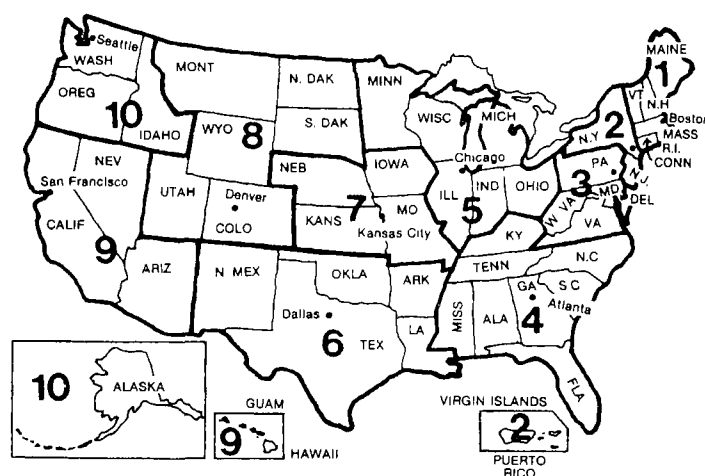 Seattle
WASH
OREG
10
IDAHO
MONT
WYO
8
N. DAK
S. DAK
MINN
WISC
MICH
Chicago
IOWA
NEB
7
KANS
MO
Kansas City
ILL
IND
OHIO
5
KY
MAINE
1
VT
N.H
Boston
MASS
R.I.
CONN
N.Y
2
N.J.
PA
3
MD
DEL
W VA
VA
NEV
San Francisco
CALIF
9
UTAH
Denver
COLO
ARIZ
N MEX
OKLA
ARK
Dallas
6
TEX
LA
TENN
N.C
S C
MISS
ALA
GA
Atlanta
4
FLA
10
ALASKA
GUAM
9
HAWAII
VIRGIN ISLANDS
2
PUERTO
RICO